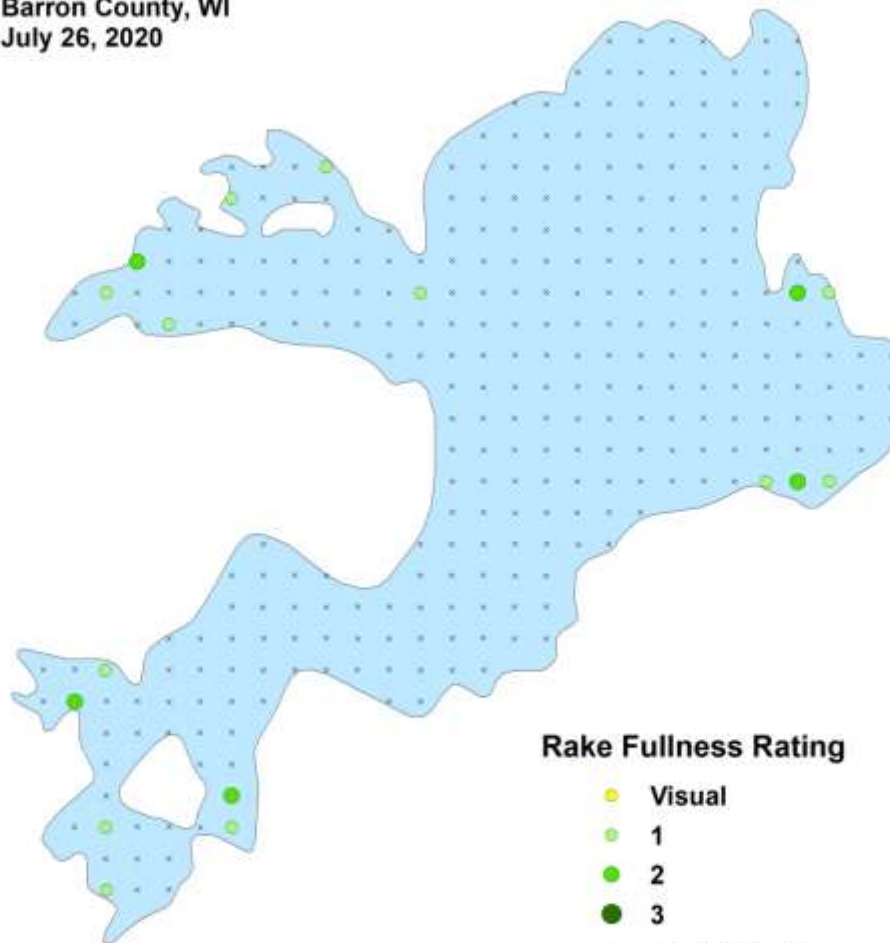 Barron County, WI
July 26, 2020
Rake Fullness Rating
Visual
1
2
3